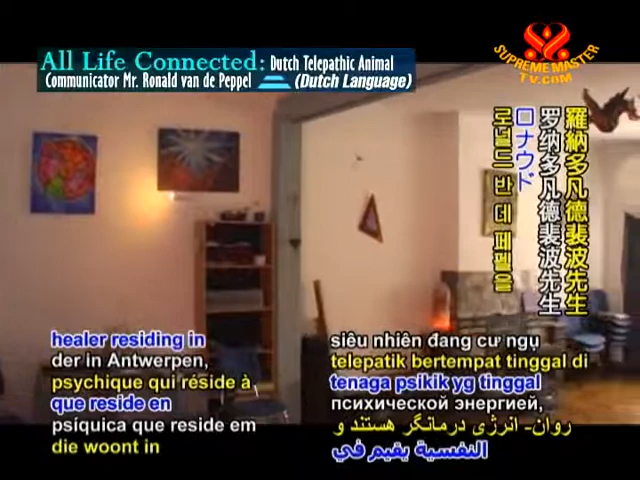 All Life Connected: Dutch Telepathic Animal
Communicator Mr. Ronald van de Peppel (Dutch Language)
SUPREME MASTER
TV.COM
羅納多凡德裴波先生
罗纳多凡德裴波先生
ロナウド
로널드 반 데 페펠을
healer residing in
der in Antwerpen,
psychique qui réside à
que reside en
psíquica que reside em
die woont in
siêu nhiên đang cư ngụ
telepatik bertempat tinggal di
tenaga psikik yg tinggal
психической энергией,
روان- انرژی درمانگر هستند و
النفسية يقيم في